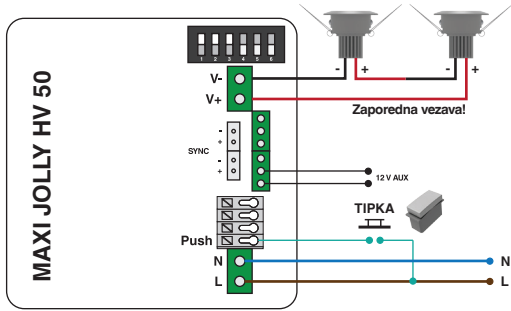 MAXI JOLLY HV 50
1 2 3 4 5 6
V-
V+
- + - +
Zaporedna vezava!
-
+
SYNC
-
+
12 V AUX
TIPKA
Push
N
L
N
L